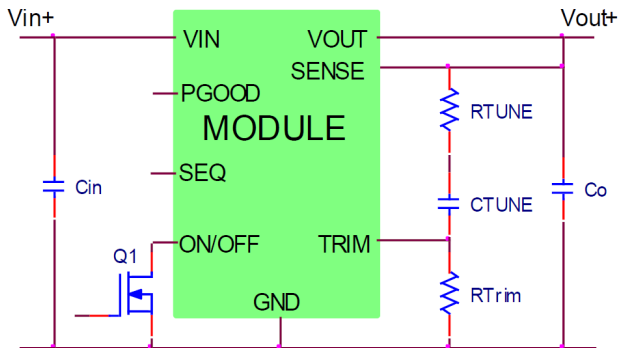 Vin+
Vout+
VIN
VOUT
SENSE
PGOOD
RTUNE
MODULE
SEQ
Cin
CTUNE
Co
ON/OFF
TRIM
Q1
RTrim
GND